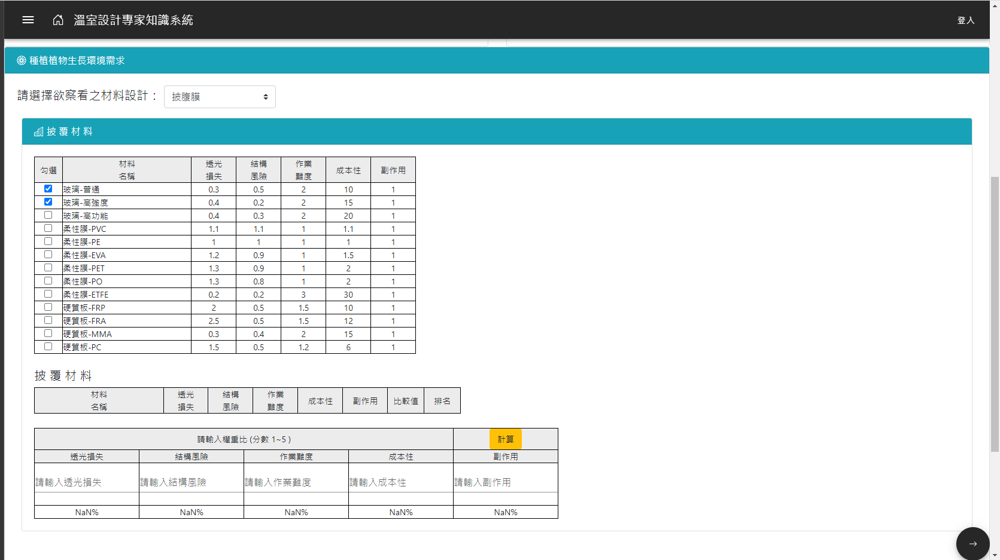 溫室設計專家知識系統
登入
種植植物生長環境需求
請選擇欲察看之材料設計：
披腹膜
披 覆 材 料
勾選 材料名稱 透光損失 結構風險 作業難度 成本性 副作用
玻璃-普通 0.3 0.5 2 10 1
玻璃-高強度 0.4 0.2 2 15 1
玻璃-高功能 0.4 0.3 2 20 1
柔性膜-PVC 1.1 1.1 1 1.1 1
柔性膜-PE 1 1 1 1 1
柔性膜-EVA 1.2 0.9 1 1.5 1
柔性膜-PET 1.3 0.9 1 2 1
柔性膜-PO 1.3 0.8 1 2 1
柔性膜-ETFE 0.2 0.2 3 30 1
硬質板-FRP 2 0.5 1.5 10 1
硬質板-FRA 2.5 0.5 1.5 12 1
硬質板-MMA 0.3 0.4 2 15 1
硬質板-PC 1.5 0.5 1.2 6 1
披 覆 材 料
材料名稱 透光損失 結構風險 作業難度 成本性 副作用 比較值 排名
請輸入權重比 (分數 1~5 ) 計算
透光損失 結構風險 作業難度 成本性 副作用
請輸入透光損失 請輸入結構風險 請輸入作業難度 請輸入成本性 請輸入副作用
NaN% NaN% NaN% NaN% NaN%